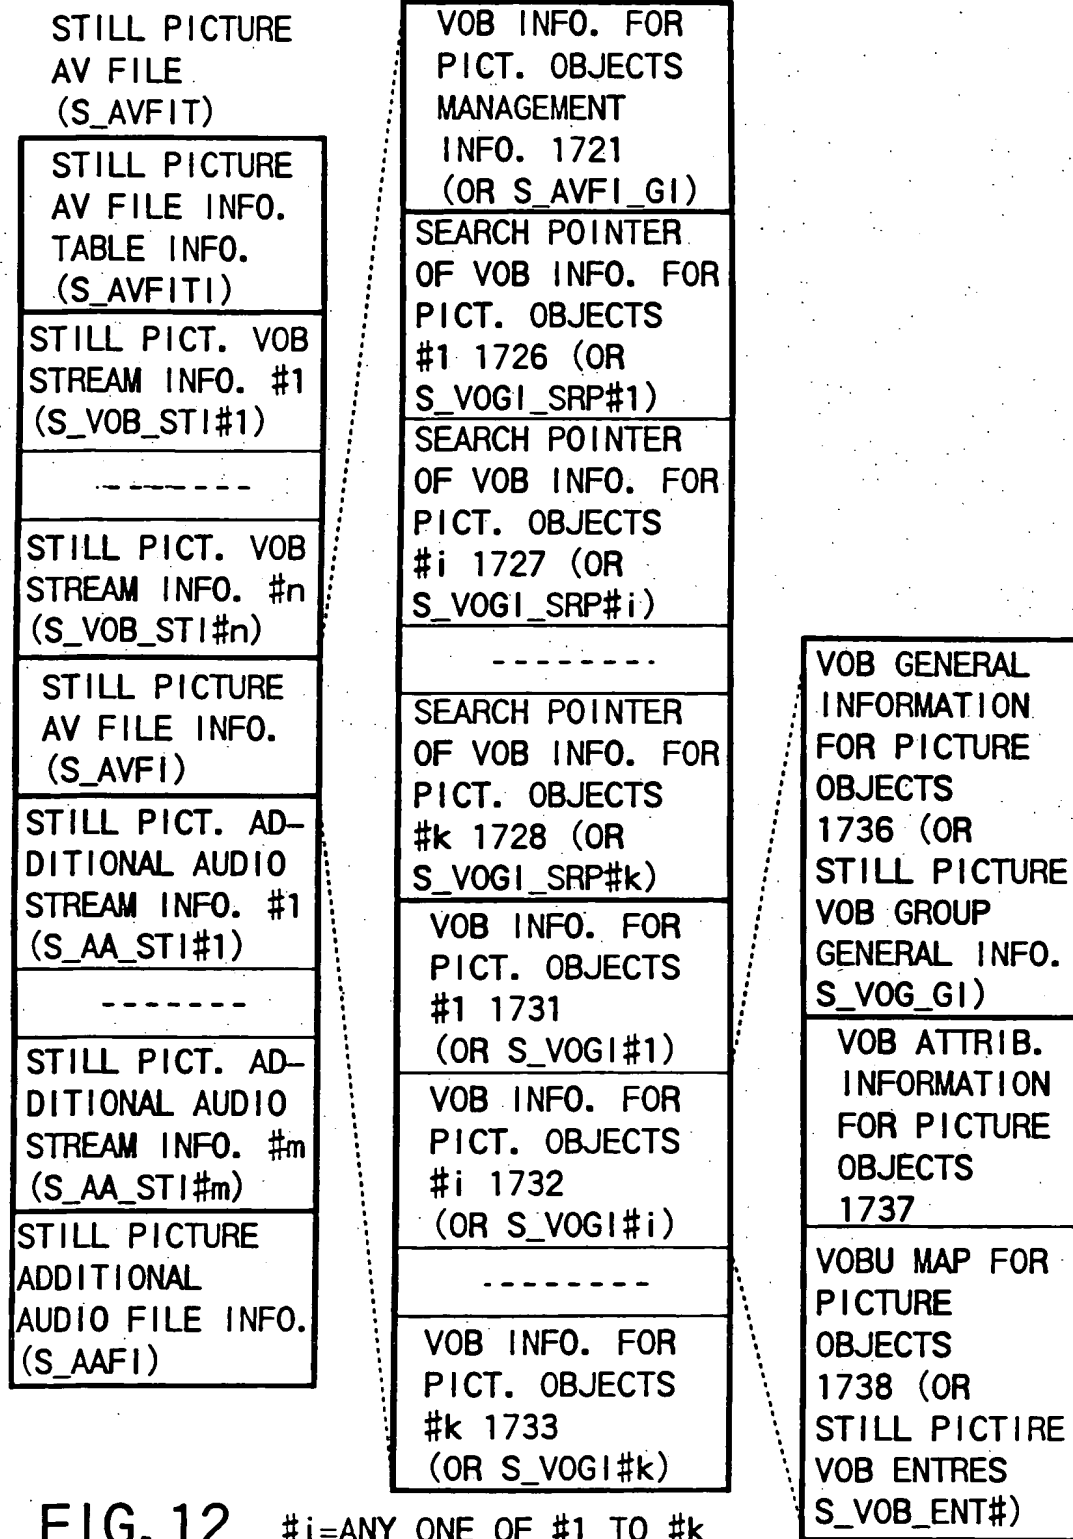 STILL PICTURE
AV FILE
(S_AVFIT)
STILL PICTURE
AV FILE INFO.
TABLE INFO.
(S_AVFITI)
STILL PICT. VOB
STREAM INFO. #1
(S_VOB_STI#1)
-------
STILL PICT. VOB
STREAM INFO. #n
(S_VOB_STI#n)
STILL PICTURE
AV FILE INFO.
(S_AVFI)
STILL PICT. AD-
DITIONAL AUDIO
STREAM INFO. #1
(S_AA_STI#1)
-------
STILL PICT. AD-
DITIONAL AUDIO
STREAM INFO. #m
(S_AA_STI#m)
STILL PICTURE
ADDITIONAL
AUDIO FILE INFO.
(S_AAFI)
VOB INFO. FOR
PICT. OBJECTS
MANAGEMENT
INFO. 1721
(OR S_AVFI_GI)
SEARCH POINTER
OF VOB INFO. FOR
PICT. OBJECTS
#1 1726 (OR
S_VOGI_SRP#1)
SEARCH POINTER
OF VOB INFO. FOR
PICT. OBJECTS
#i 1727 (OR
S_VOGI_SRP#i)
--------
SEARCH POINTER
OF VOB INFO. FOR
PICT. OBJECTS
#k 1728 (OR
S_VOGI_SRP#k)
VOB INFO. FOR
PICT. OBJECTS
#1 1731
(OR S_VOGI#1)
VOB INFO. FOR
PICT. OBJECTS
#i 1732
(OR S_VOGI#i)
--------
VOB INFO. FOR
PICT. OBJECTS
#k 1733
(OR S_VOGI#k)
VOB GENERAL
INFORMATION
FOR PICTURE
OBJECTS
1736 (OR
STILL PICTURE
VOB GROUP
GENERAL INFO.
S_VOG_GI)
VOB ATTRIB.
INFORMATION
FOR PICTURE
OBJECTS
1737
VOBU MAP FOR
PICTURE
OBJECTS
1738 (OR
STILL PICTIRE
VOB ENTRES
S_VOB_ENT#)
FIG. 12 #i=ANY ONE OF #1 TO #k